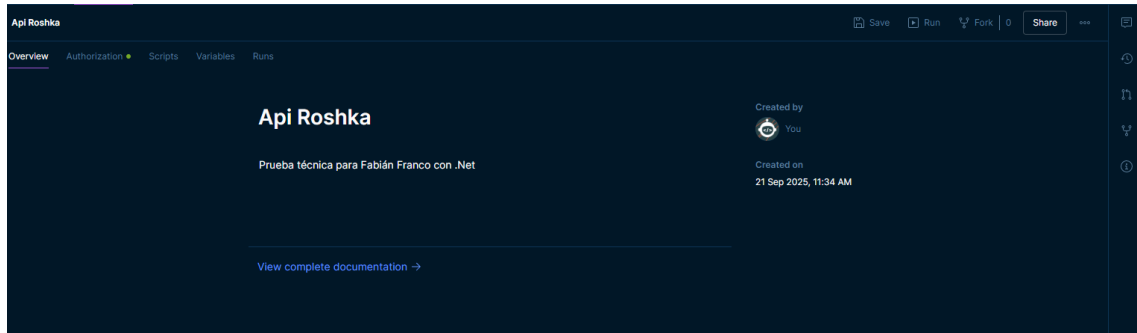 Api Roshka
Save Run Fork 0 Share
Overview Authorization Scripts Variables Runs
Api Roshka
Prueba técnica para Fabián Franco con .Net
View complete documentation →
Created by
You
Created on
21 Sep 2025, 11:34 AM